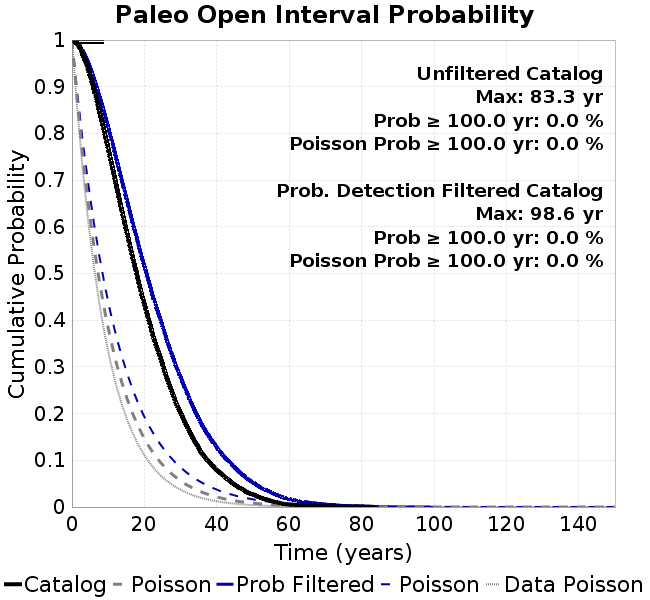 Paleo Open Interval Probability
Cumulative Probability
1
0.9
0.8
0.7
0.6
0.5
0.4
0.3
0.2
0.1
0
Unfiltered Catalog
Max: 83.3 yr
Prob ≥ 100.0 yr: 0.0 %
Poisson Prob ≥ 100.0 yr: 0.0 %
Prob. Detection Filtered Catalog
Max: 98.6 yr
Prob ≥ 100.0 yr: 0.0 %
Poisson Prob ≥ 100.0 yr: 0.0 %
0 20 40 60 80 100 120 140
Time (years)
Catalog Poisson Prob Filtered Poisson Data Poisson